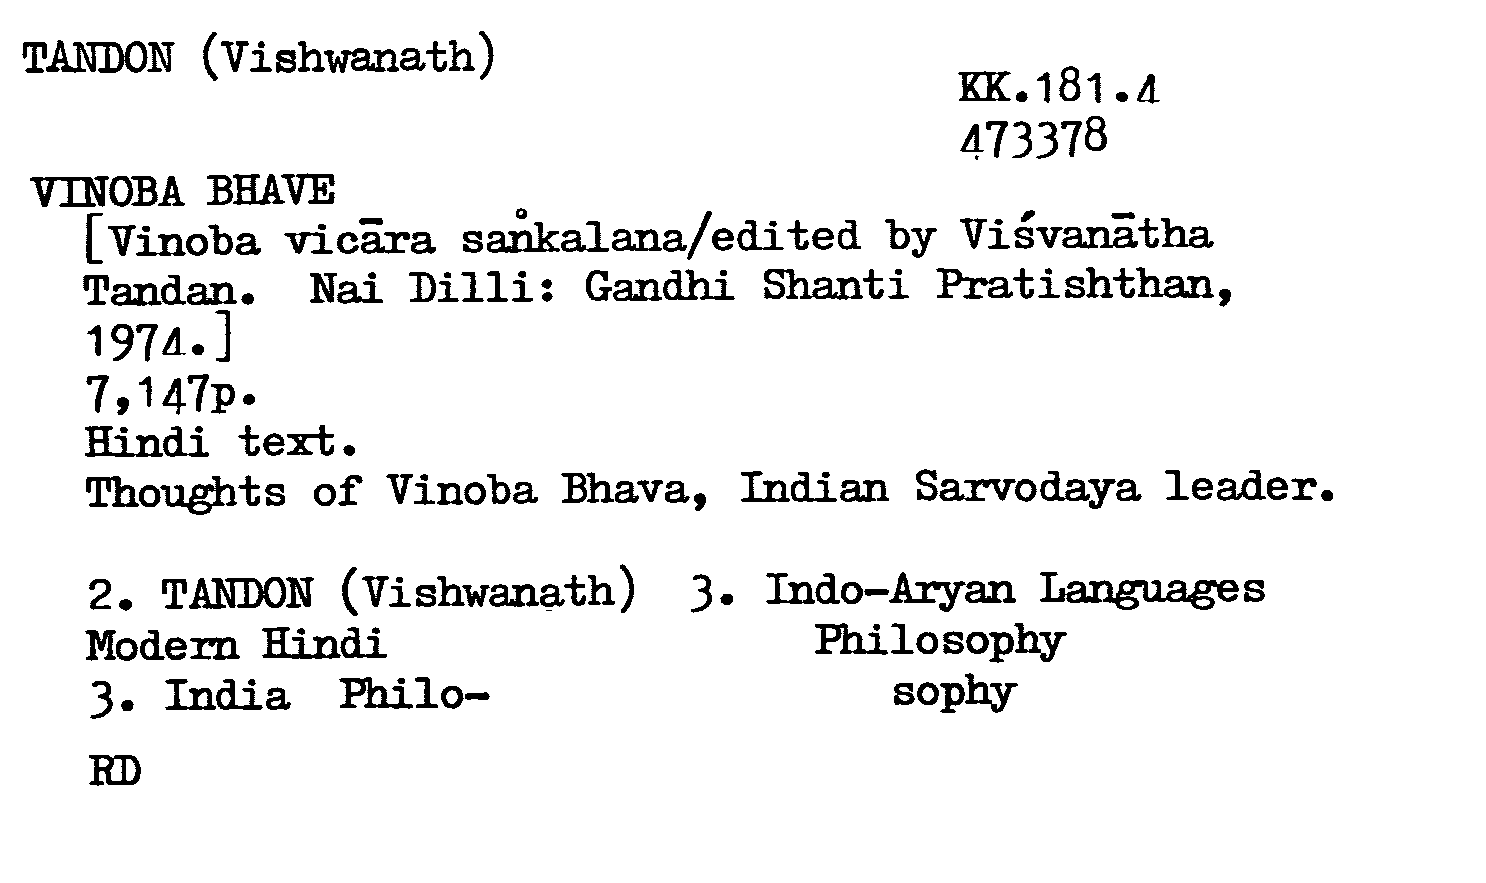 TANDON (Vishwanath)
KK.181.4
473378
VINOBA BHAVE
[Vinoba vicāra san̊kalana/edited by Viśvanātha
Tandan. Nai Dilli: Gandhi Shanti Pratishthan,
1974.]
7,147p.
Hindi text.
Thoughts of Vinoba Bhava, Indian Sarvodaya leader.
2. TANDON (Vishwanath) 3. Indo-Aryan Languages
Modern Hindi Philosophy
3. India Philo- sophy
RD